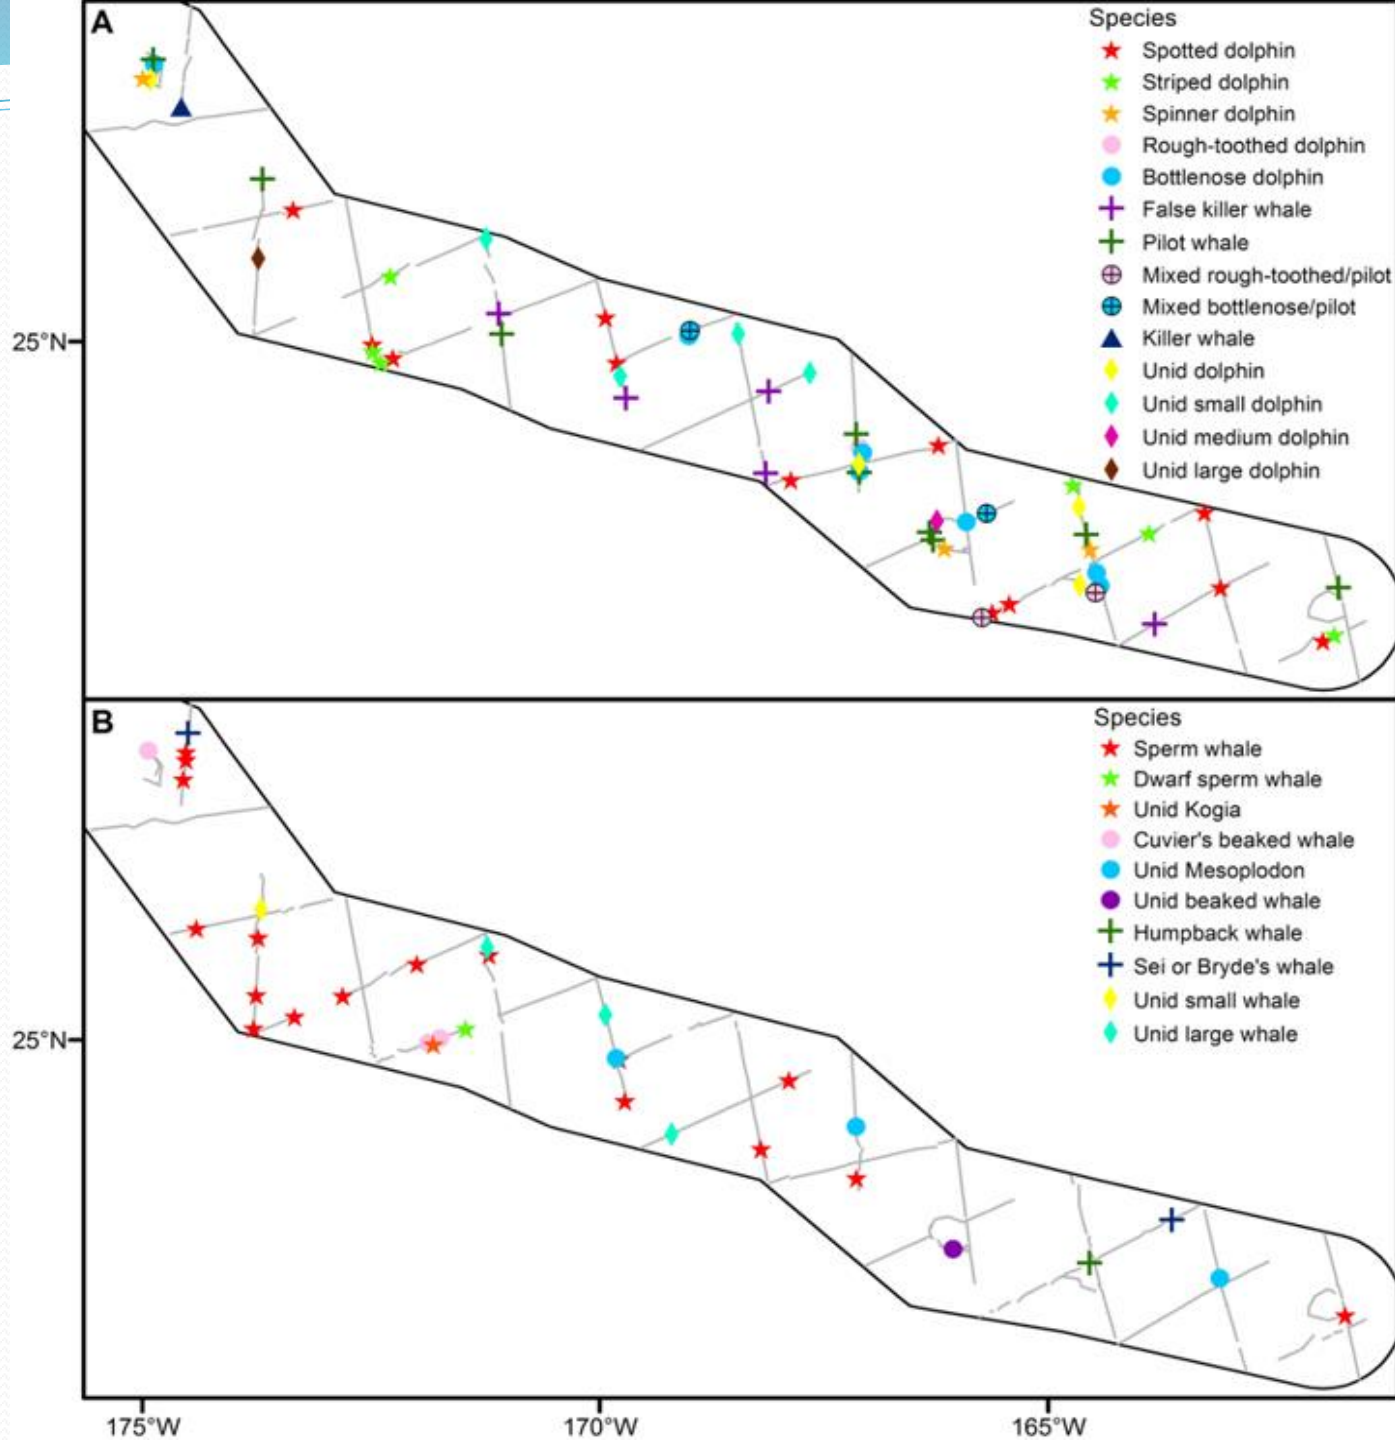 A
Species
Spotted dolphin
Striped dolphin
Spinner dolphin
Rough-toothed dolphin
Bottlenose dolphin
False killer whale
Pilot whale
Mixed rough-toothed/pilot
Mixed bottlenose/pilot
Killer whale
Unid dolphin
Unid small dolphin
Unid medium dolphin
Unid large dolphin
25°N
B
Species
Sperm whale
Dwarf sperm whale
Unid Kogia
Cuvier's beaked whale
Unid Mesoplodon
Unid beaked whale
Humpback whale
Sei or Bryde's whale
Unid small whale
Unid large whale
25°N
175°W 170°W 165°W